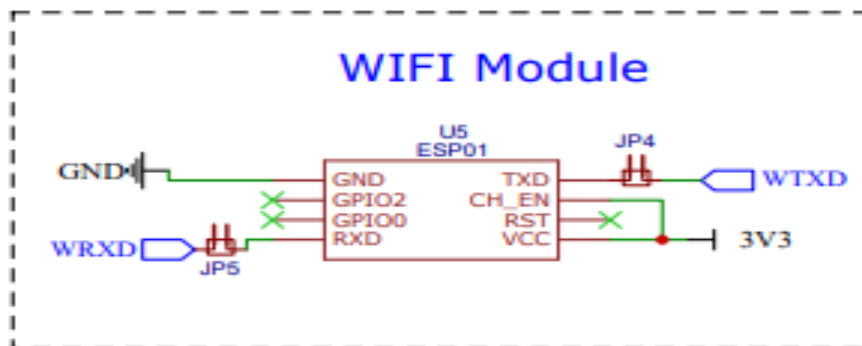 WIFI Module
U5
ESP01
JP4
GND
GND
TXD
WTXD
GPIO2
CH_EN
GPIO0
RST
WRXD
RXD
VCC
3V3
JP5